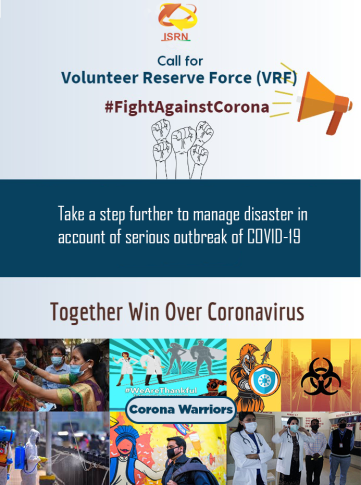 ISRN
Call for
Volunteer Reserve Force (VRF)
#FightAgainstCorona
Take a step further to manage disaster in
account of serious outbreak of COVID-19
Together Win Over Coronavirus
#WeAreThankful
Corona Warriors